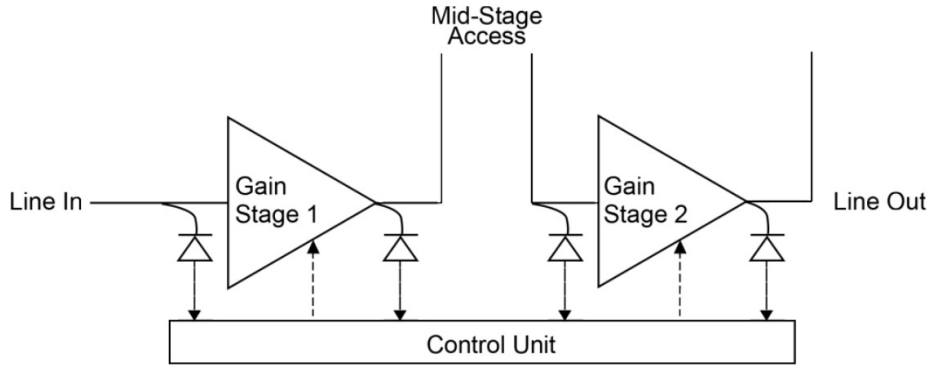 Mid-Stage
Access
Line In
Gain
Stage 1
Gain
Stage 2
Line Out
Control Unit